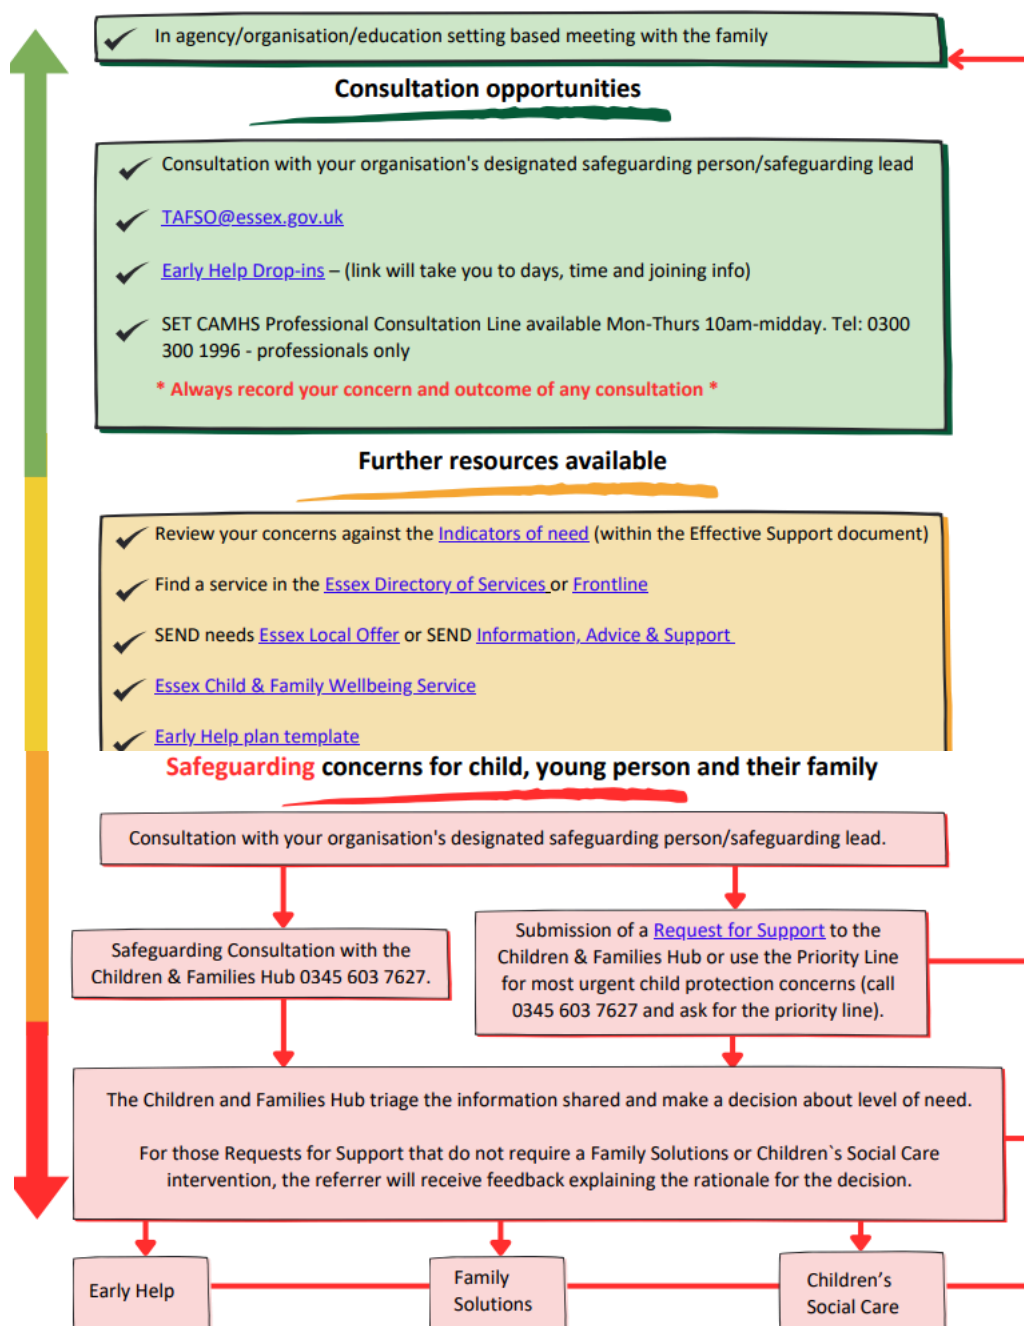 In agency/organisation/education setting based meeting with the family
Consultation opportunities
Consultation with your organisation's designated safeguarding person/safeguarding lead
TAFSO@essex.gov.uk
Early Help Drop-ins – (link will take you to days, time and joining info)
SET CAMHS Professional Consultation Line available Mon-Thurs 10am-midday. Tel: 0300
300 1996 - professionals only
* Always record your concern and outcome of any consultation *
Further resources available
Review your concerns against the Indicators of need (within the Effective Support document)
Find a service in the Essex Directory of Services or Frontline
SEND needs Essex Local Offer or SEND Information, Advice & Support
Essex Child & Family Wellbeing Service
Early Help plan template
Safeguarding concerns for child, young person and their family
Consultation with your organisation's designated safeguarding person/safeguarding lead.
Safeguarding Consultation with the
Children & Families Hub 0345 603 7627.
Submission of a Request for Support to the
Children & Families Hub or use the Priority Line
for most urgent child protection concerns (call
0345 603 7627 and ask for the priority line).
The Children and Families Hub triage the information shared and make a decision about level of need.
For those Requests for Support that do not require a Family Solutions or Children`s Social Care
intervention, the referrer will receive feedback explaining the rationale for the decision.
Early Help
Family
Solutions
Children's
Social Care